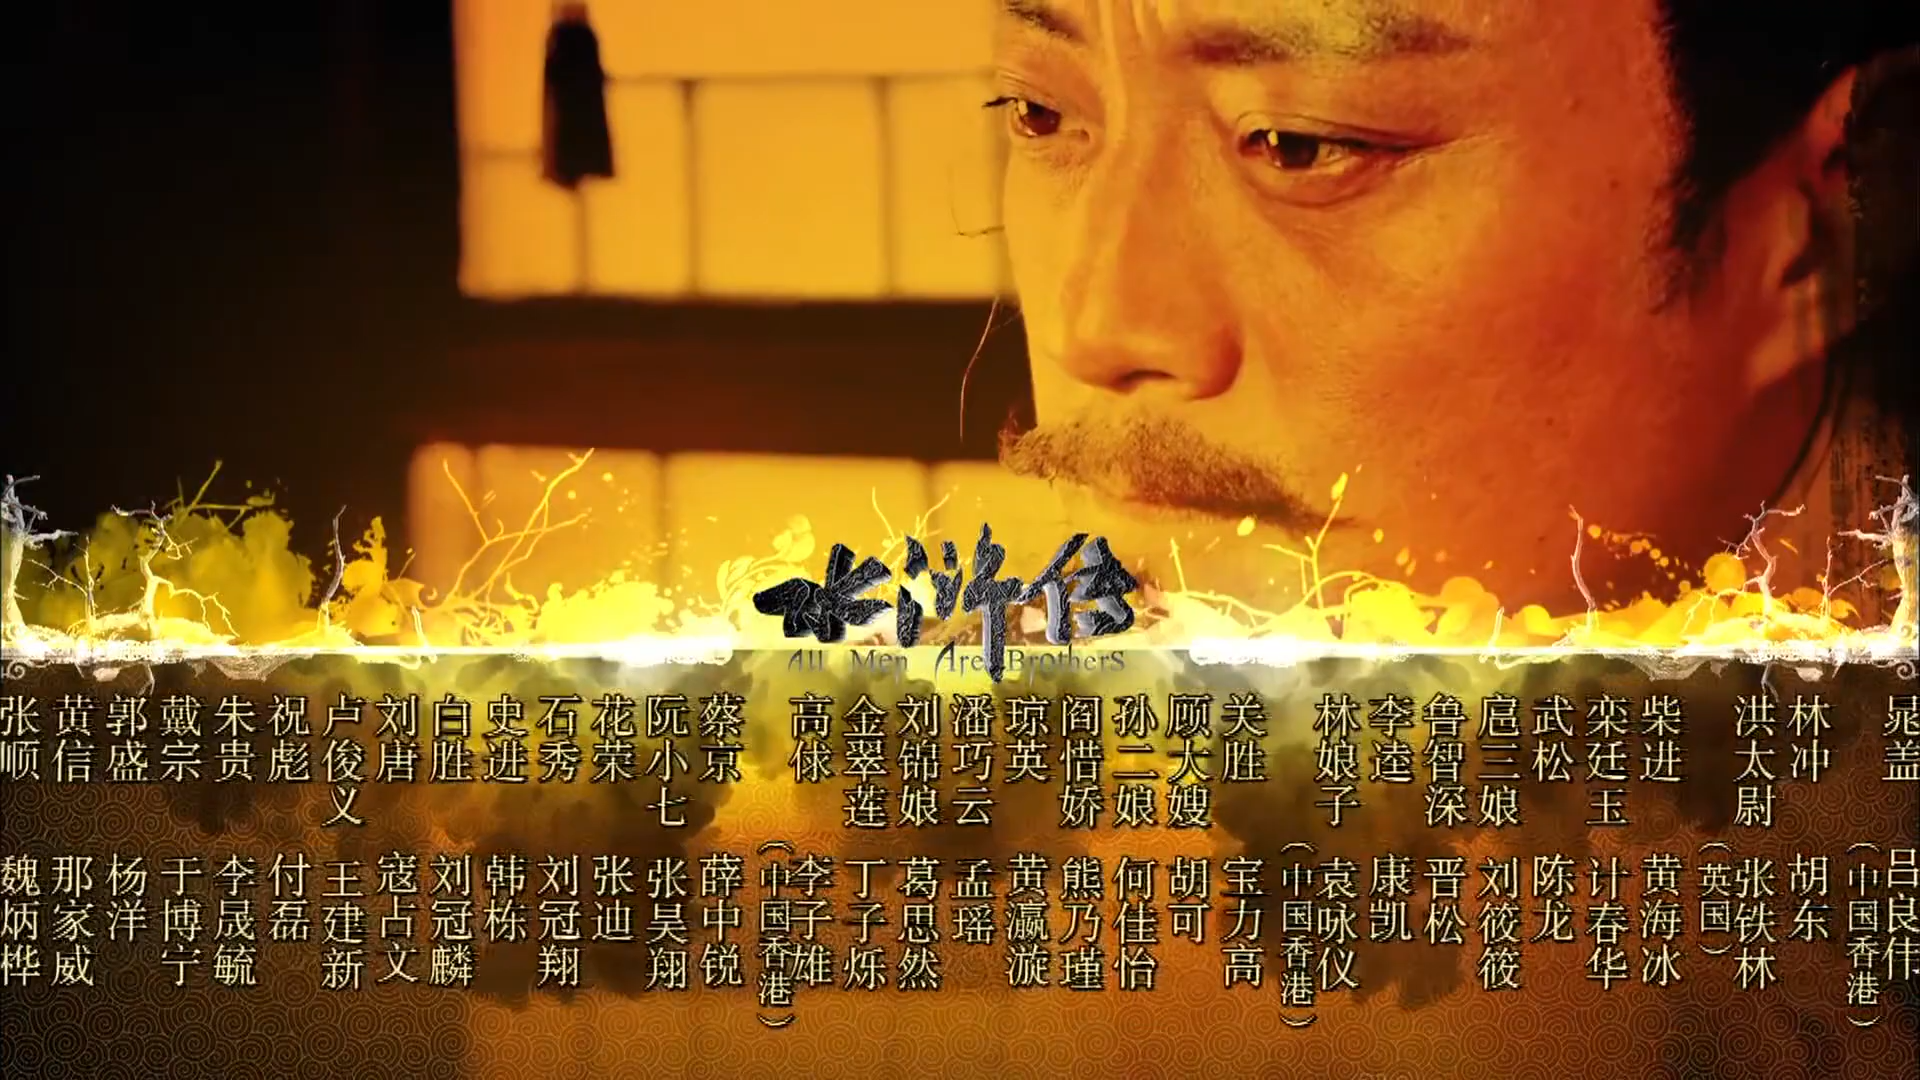 水浒传
All Men Are Brothers
晁盖 吕良伟（中国香港）
林冲 胡东
洪太尉 张铁林（英国）
柴进 黄海冰
栾廷玉 计春华
武松 陈龙
扈三娘 刘筱筱
鲁智深 晋松
李逵 康凯
林娘子 袁咏仪（中国香港）
关胜 宝力高
顾大嫂 胡可
孙二娘 何佳怡
阎惜娇 熊乃瑾
琼英 黄瀛漩
潘巧云 孟瑶
刘锦娘 葛思然
金翠莲 丁子烁
高俅 李子雄（中国香港）
蔡京 薛中锐
阮小七 张昊翔
花荣 张迪
石秀 刘冠翔
史进 韩栋
白胜 刘冠麟
刘唐 寇占文
卢俊义 王建新
祝彪 付磊
朱贵 李晟毓
戴宗 于博宁
郭盛 杨洋
黄信 那家威
张顺 魏炳桦